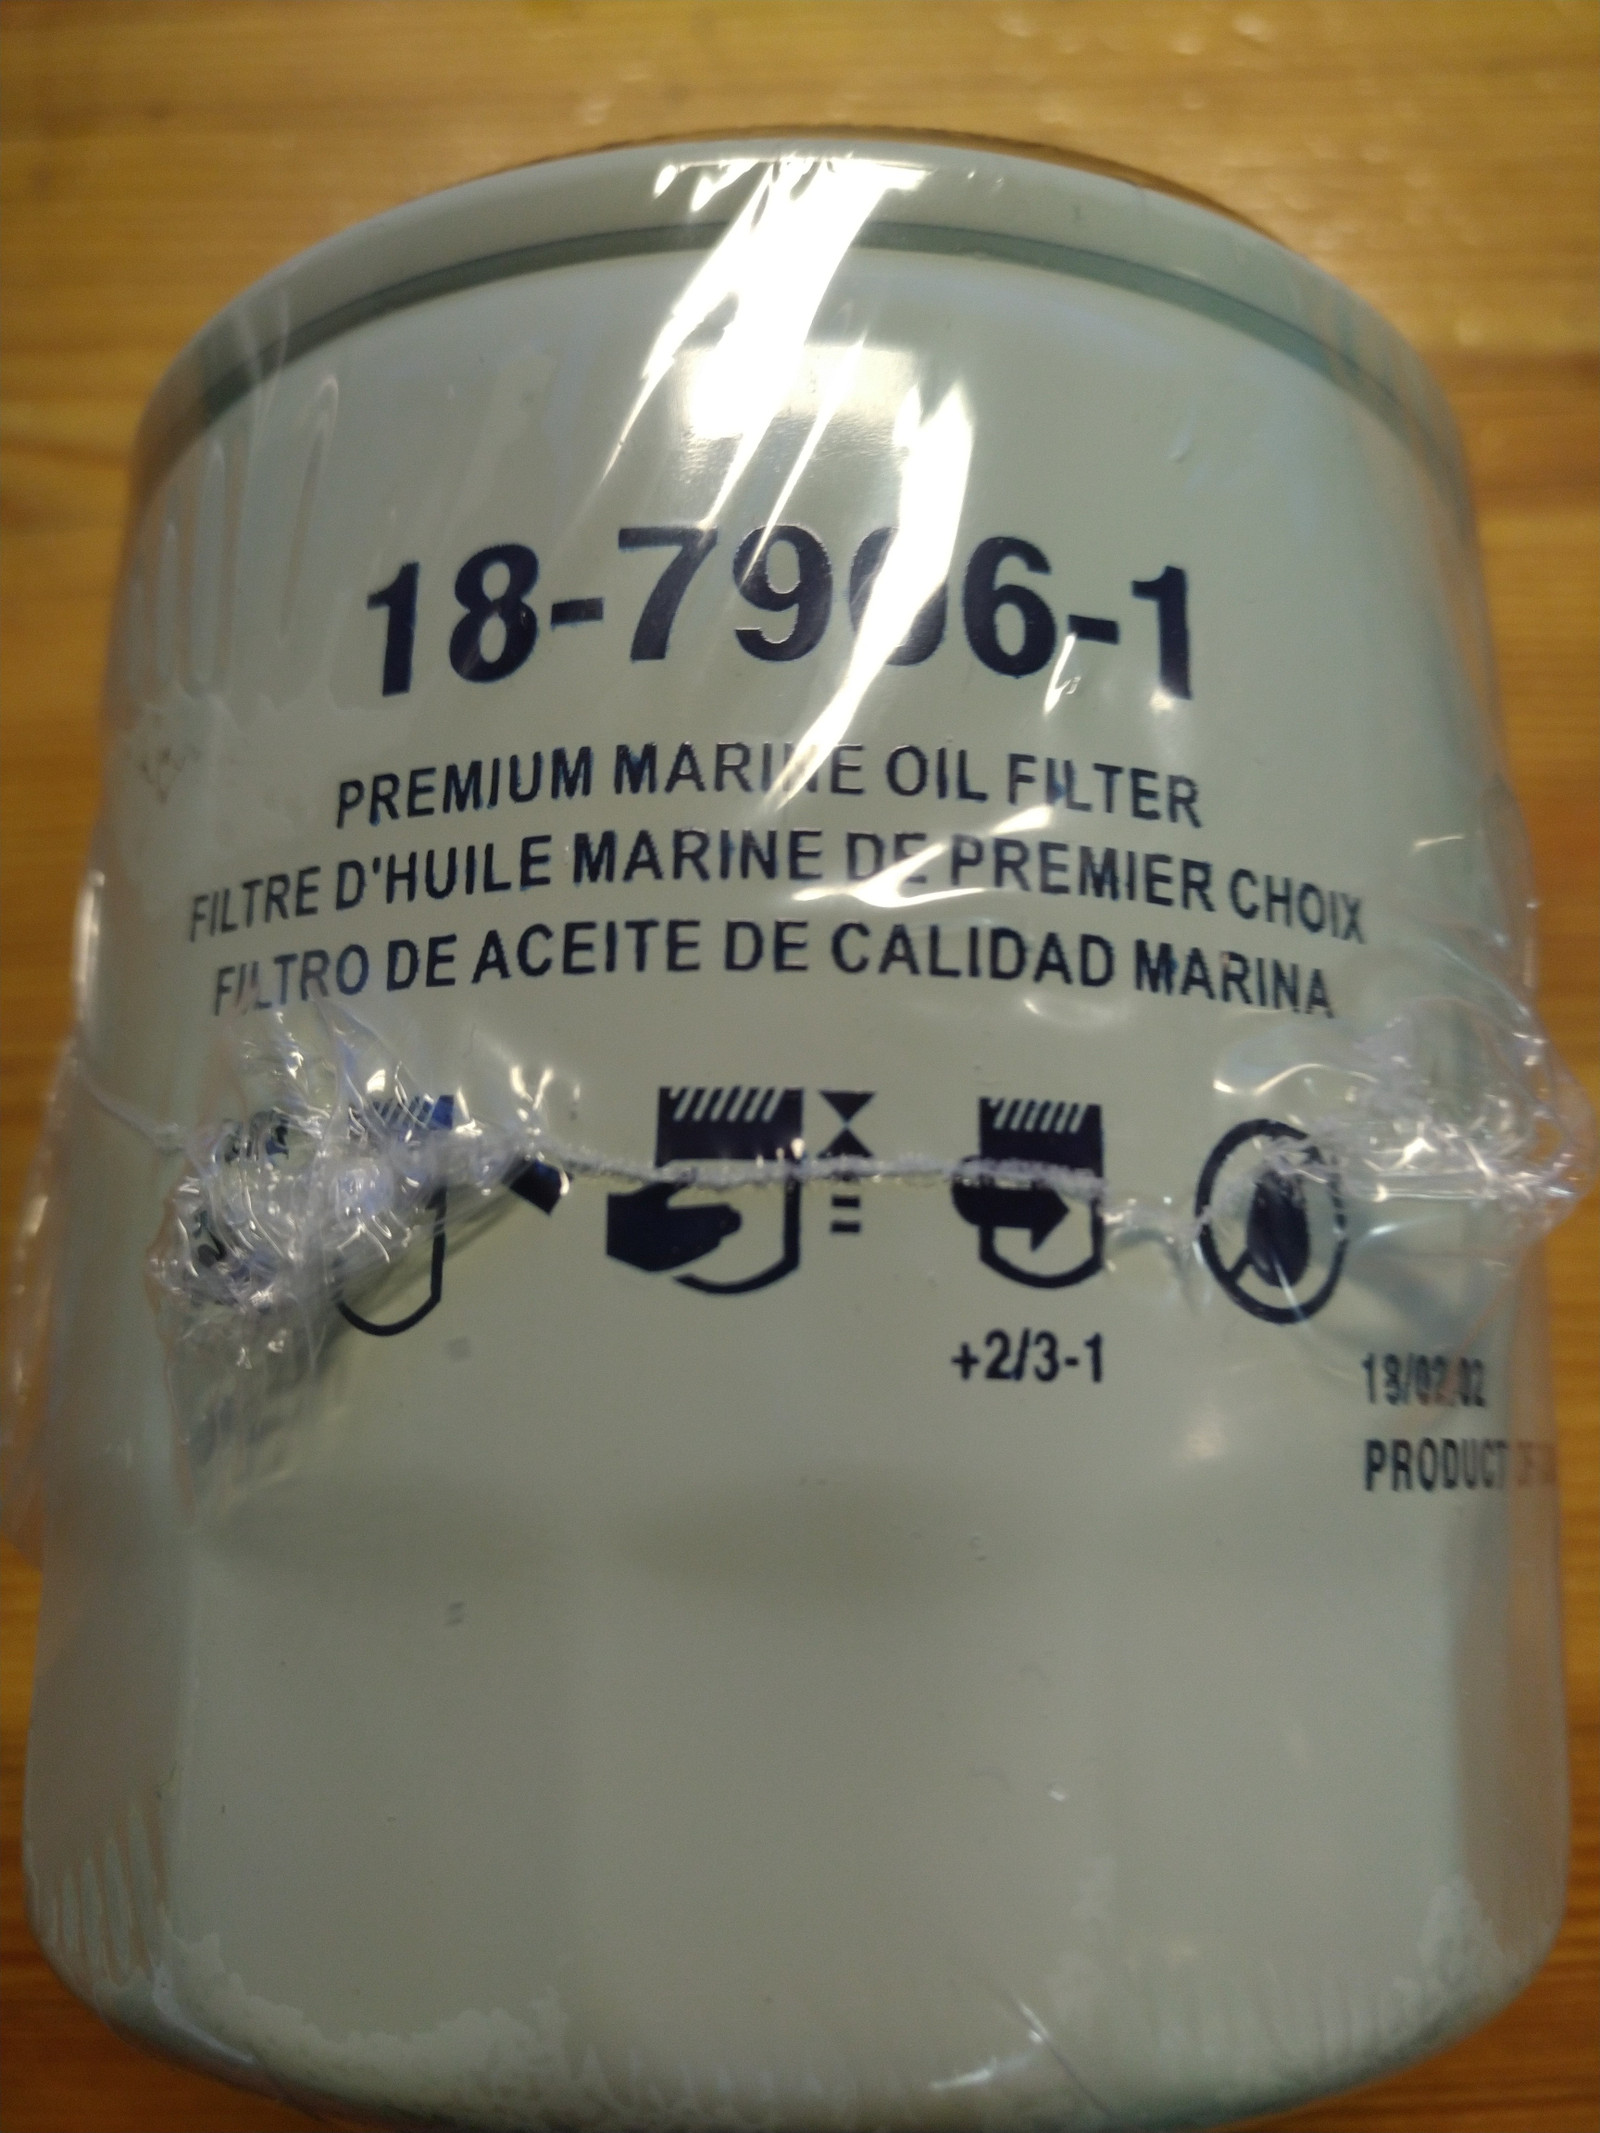 18-7906-1
PREMIUM MARINE OIL FILTER
FILTRE D'HUILE MARINE DE PREMIER CHOIX
FILTRO DE ACEITE DE CALIDAD MARINA
+2/3-1
PRODUCT